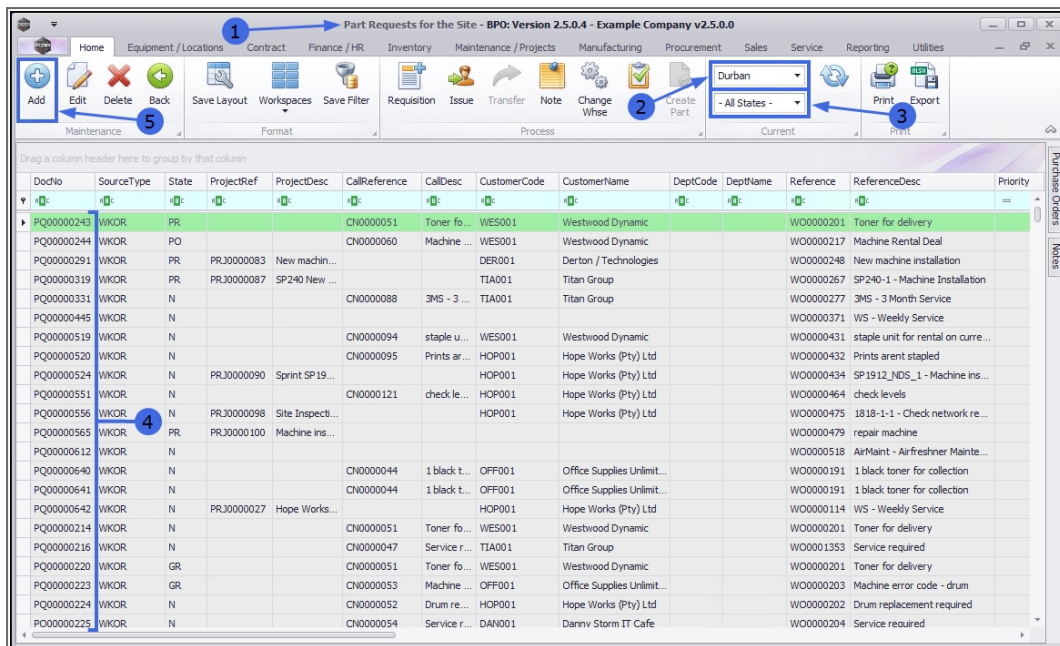 1
Part Requests for the Site - BPO: Version 2.5.0.4 - Example Company v2.5.0.0
Home Equipment / Locations Contract Finance / HR Inventory Maintenance / Projects Manufacturing Procurement Sales Service Reporting Utilities
Add Edit Delete Back Save Layout Workspaces Save Filter Requisition Issue Transfer Note Change Whse Create Part Durban - All States - Print Export
5 2 3
Maintenance Format Process Current Print
Drag a column header here to group by that column
DocNo SourceType State ProjectRef ProjectDesc CallReference CallDesc CustomerCode CustomerName DeptCode DeptName Reference ReferenceDesc Priority
PQ00000243 WKOR PR CN0000051 Toner fo... WES001 Westwood Dynamic WO0000201 Toner for delivery
PQ00000244 WKOR PO CN0000060 Machine ... WES001 Westwood Dynamic WO0000217 Machine Rental Deal
PQ00000291 WKOR PR PRJ0000083 New machin... DER001 Derton / Technologies WO0000248 New machine installation
PQ00000319 WKOR PR PRJ0000087 SP240 New ... TIA001 Titan Group WO0000267 SP240-1 - Machine Installation
PQ00000331 WKOR N CN0000088 3MS - 3 ... TIA001 Titan Group WO0000277 3MS - 3 Month Service
PQ00000445 WKOR N WO0000371 WS - Weekly Service
PQ00000519 WKOR N CN0000094 staple u... WES001 Westwood Dynamic WO0000431 staple unit for rental on curre...
PQ00000520 WKOR N CN0000095 Prints ar... HOP001 Hope Works (Pty) Ltd WO0000432 Prints arent stapled
PQ00000524 WKOR N PRJ0000090 Sprint SP19... HOP001 Hope Works (Pty) Ltd WO0000434 SP1912_NDS_1 - Machine ins...
PQ00000551 WKOR N CN0000121 check le... HOP001 Hope Works (Pty) Ltd WO0000464 check levels
PQ00000556 WKOR N PRJ0000098 Site Inspecti... HOP001 Hope Works (Pty) Ltd WO0000475 1818-1-1 - Check network re...
4
PQ00000565 WKOR PR PRJ0000100 Machine ins... WO0000479 repair machine
PQ00000612 WKOR N WO0000518 AirMaint - Airfreshner Mainte...
PQ00000640 WKOR N CN0000044 1 black t... OFF001 Office Supplies Unlimit... WO0000191 1 black toner for collection
PQ00000641 WKOR N CN0000044 1 black t... OFF001 Office Supplies Unlimit... WO0000191 1 black toner for collection
PQ00000642 WKOR N PRJ0000027 Hope Works... HOP001 Hope Works (Pty) Ltd WO0000114 WS - Weekly Service
PQ00000214 WKOR N CN0000051 Toner fo... WES001 Westwood Dynamic WO0000201 Toner for delivery
PQ00000216 WKOR N CN0000047 Service r... TIA001 Titan Group WO0001353 Service required
PQ00000220 WKOR GR CN0000051 Toner fo... WES001 Westwood Dynamic WO0000201 Toner for delivery
PQ00000223 WKOR GR CN0000053 Machine ... OFF001 Office Supplies Unlimit... WO0000203 Machine error code - drum
PQ00000224 WKOR N CN0000052 Drum re... HOP001 Hope Works (Pty) Ltd WO0000202 Drum replacement required
PQ00000225 WKOR N CN0000054 Service r... DAN001 Danny Storm IT Cafe WO0000204 Service required
Purchase Orders
Notes